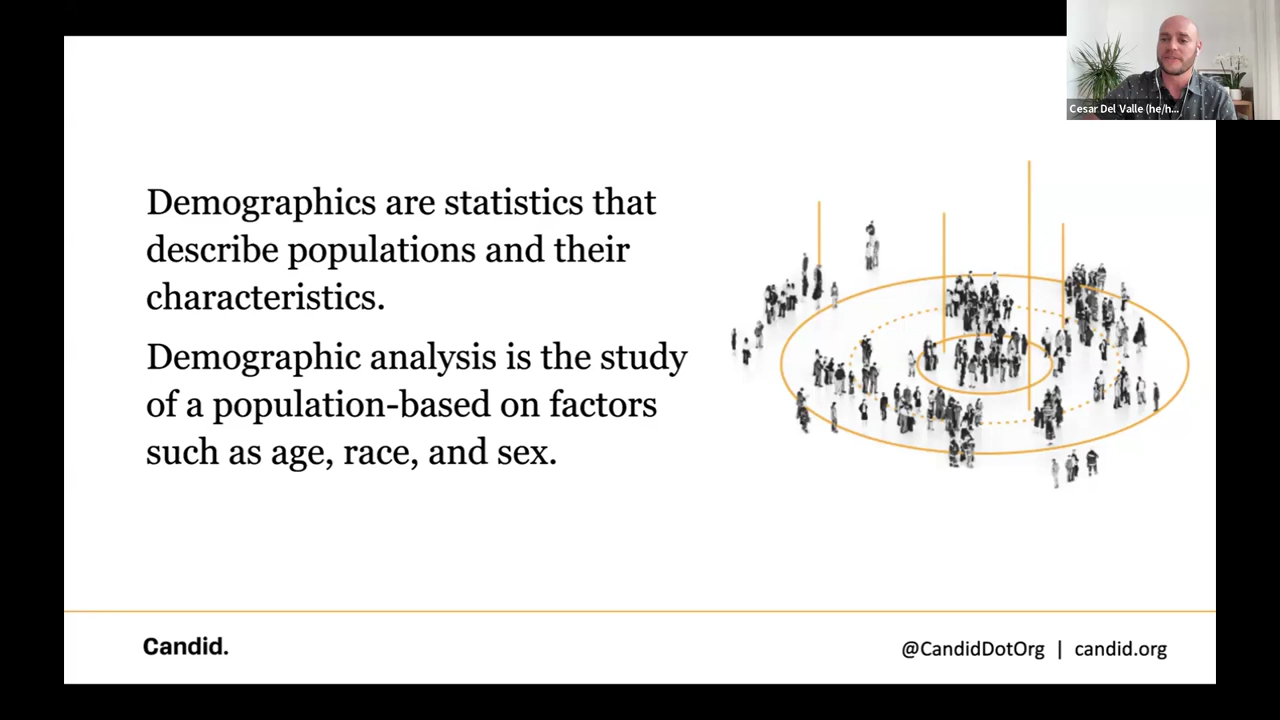 Cesar Del Valle (he/h...
Demographics are statistics that
describe populations and their
characteristics.
Demographic analysis is the study
of a population-based on factors
such as age, race, and sex.
Candid.
@CandidDotOrg | candid.org